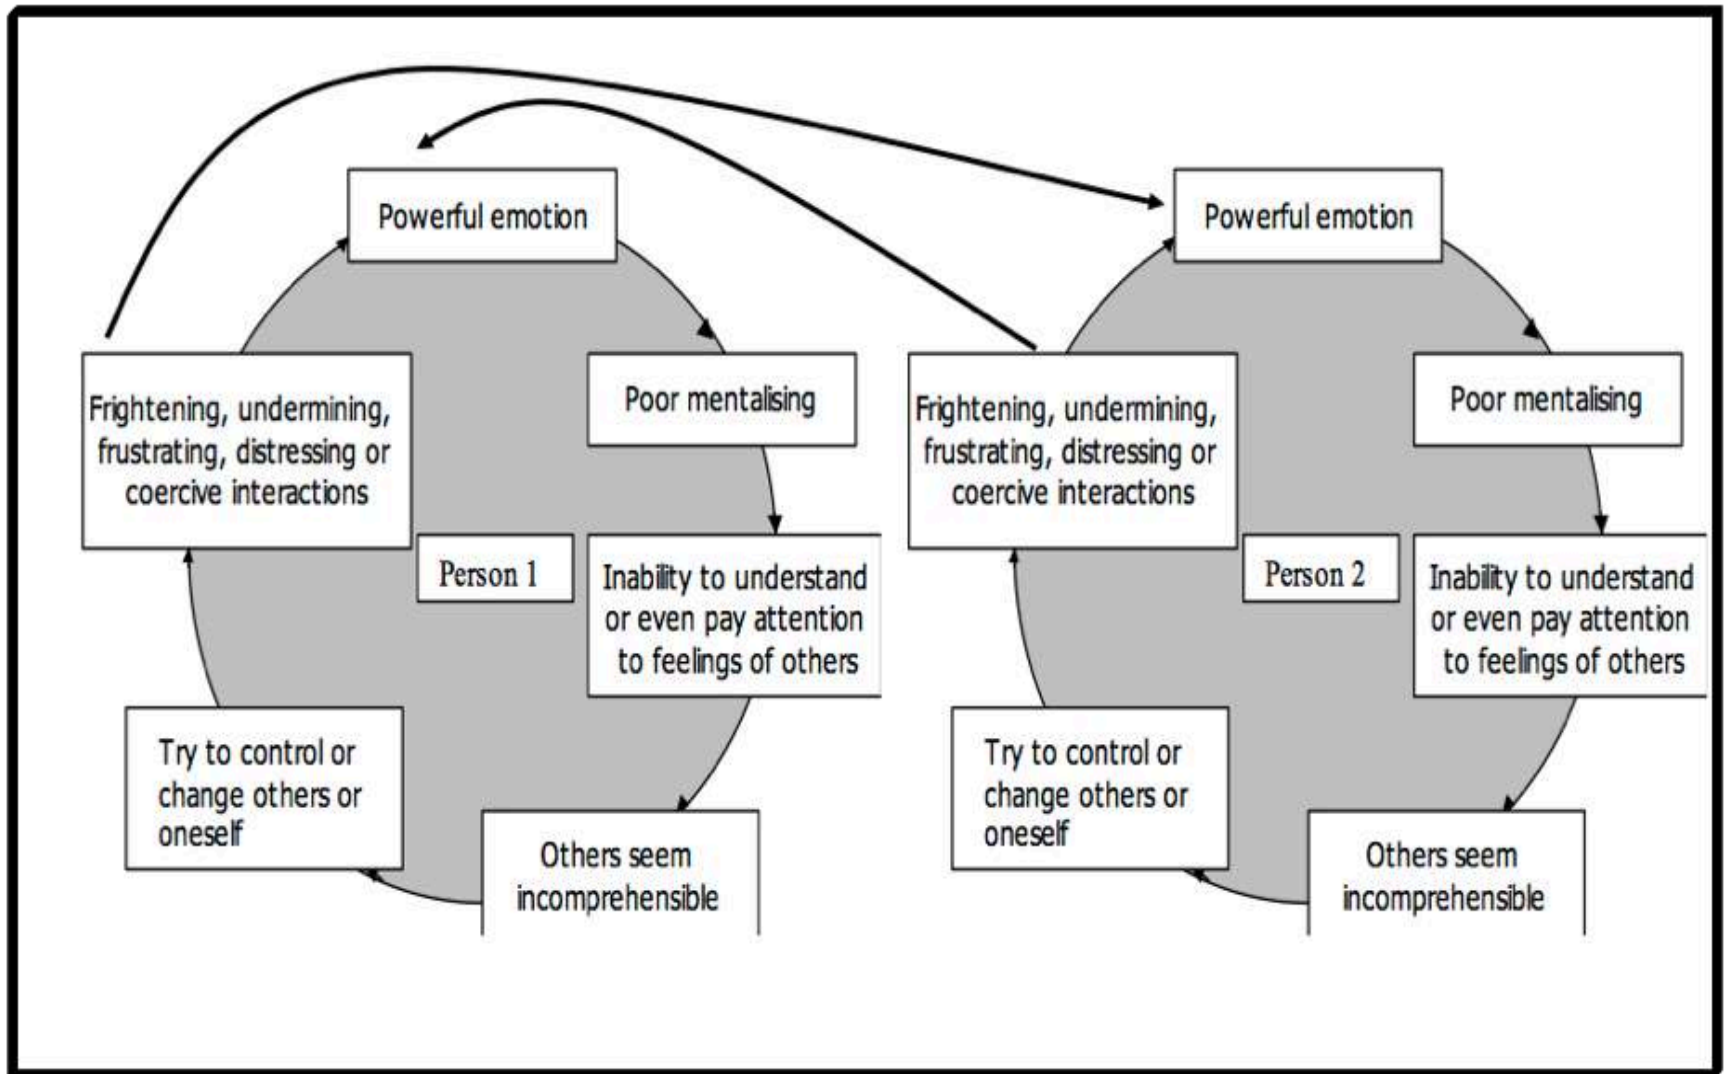 Powerful emotion
Poor mentalising
Inability to understand
or even pay attention
to feelings of others
Others seem
incomprehensible
Try to control or
change others or
oneself
Frightening, undermining,
frustrating, distressing or
coercive interactions
Person 1
Powerful emotion
Poor mentalising
Inability to understand
or even pay attention
to feelings of others
Others seem
incomprehensible
Try to control or
change others or
oneself
Frightening, undermining,
frustrating, distressing or
coercive interactions
Person 2